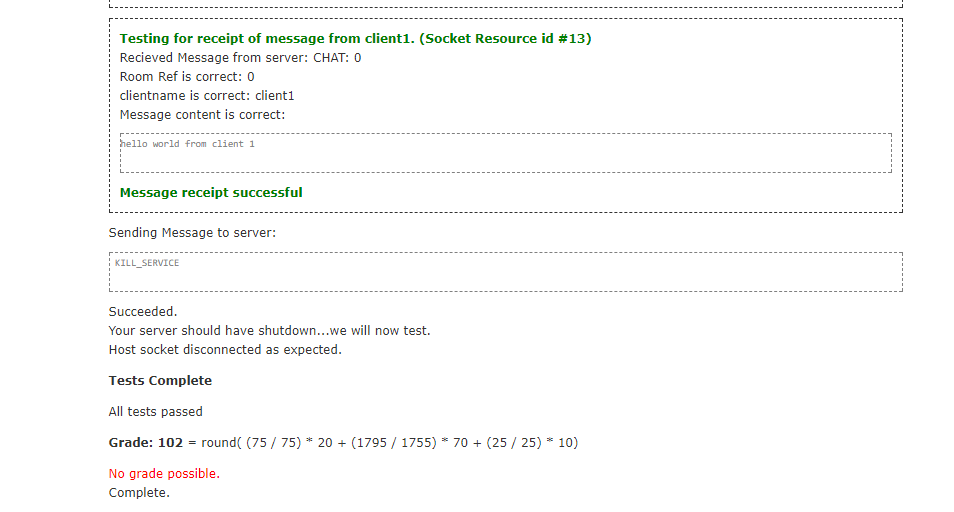 Testing for receipt of message from client1. (Socket Resource id #13)
Recieved Message from server: CHAT: 0
Room Ref is correct: 0
clientname is correct: client1
Message content is correct:
hello world from client 1
Message receipt successful
Sending Message to server:
KILL_SERVICE
Succeeded.
Your server should have shutdown...we will now test.
Host socket disconnected as expected.
Tests Complete
All tests passed
Grade: 102 = round( (75 / 75) * 20 + (1795 / 1755) * 70 + (25 / 25) * 10)
No grade possible.
Complete.